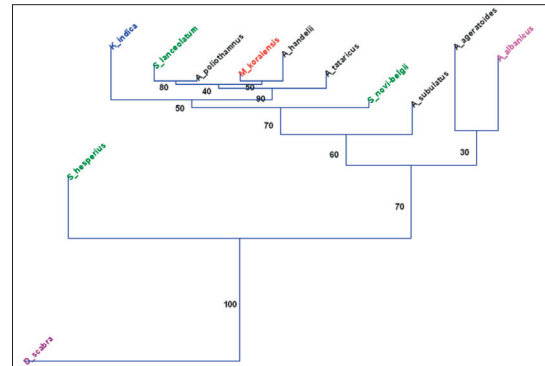 K_indica
S_lanceolatum
A_poliothamnus
M_koraiensis
A_handelii
A_tataricus
S_novi-belgii
A_subulatus
A_ageratoides
A_albanicus
80
40
50
90
50
70
60
30
S_hesperius
70
100
D_scabra